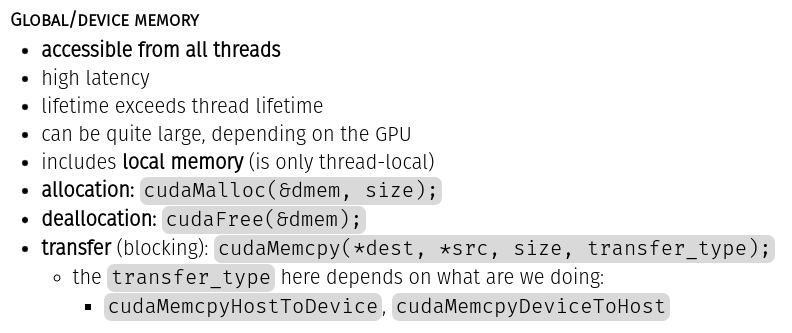 GLOBAL/DEVICE MEMORY
• accessible from all threads
• high latency
• lifetime exceeds thread lifetime
• can be quite large, depending on the GPU
• includes local memory (is only thread-local)
• allocation: cudaMalloc(&dmem, size);
• deallocation: cudaFree(&dmem);
• transfer (blocking): cudaMemcpy(*dest, *src, size, transfer_type);
◦ the transfer_type here depends on what are we doing:
▪ cudaMemcpyHostToDevice, cudaMemcpyDeviceToHost